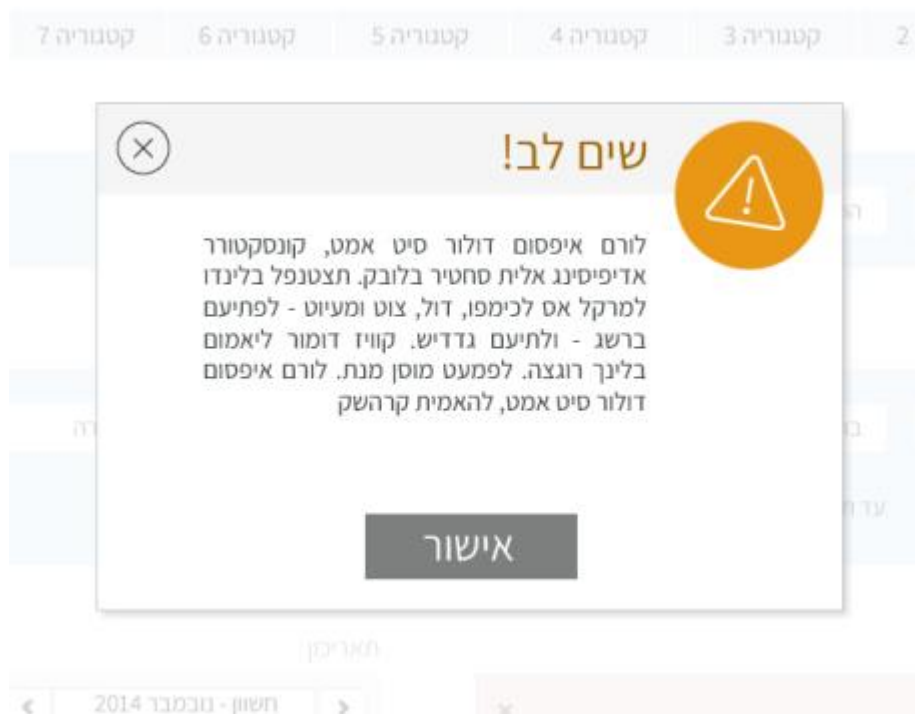 2 קטגוריה 3 קטגוריה 4 קטגוריה 5 קטגוריה 6 קטגוריה 7
שים לב!
לורם איפסום דולור סיט אמט, קונסקטורר
אדיפיסינג אלית סחטיר בלובק. תצטנפל בלינדו
למרקל אס לכימפו, דול, צוט ומעיוט - לפתיעם
ברשג - ולתיעם גדדיש. קוויז דומור ליאמום
בלינך רוגצה. לפמעט מוסן מנת. לורם איפסום
דולור סיט אמט, להאמית קרהשק
אישור
תאריכון
חשוון - נובמבר 2014